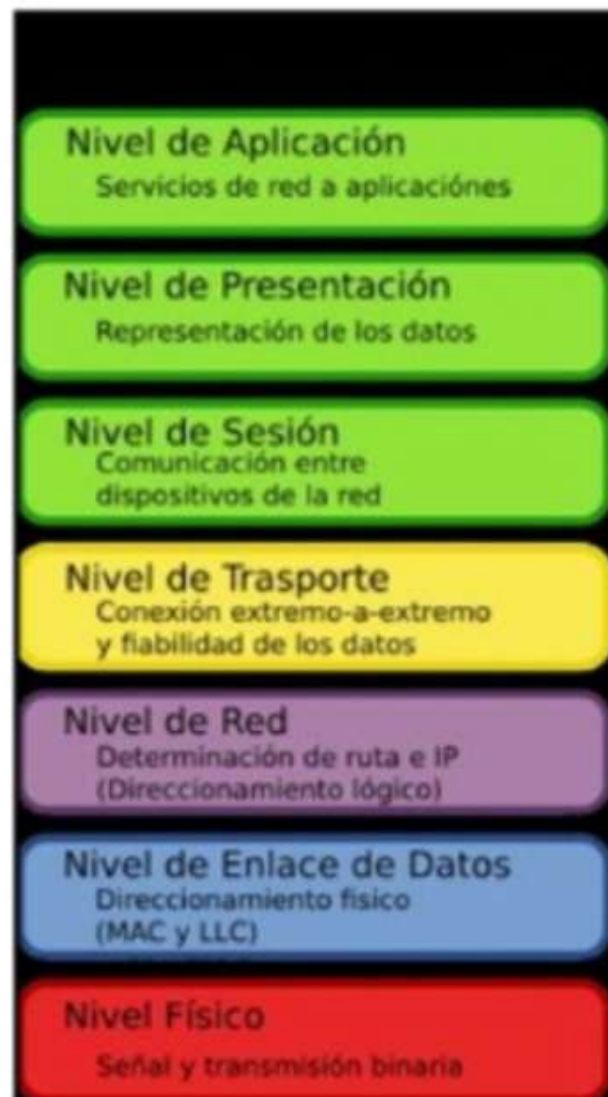 Nivel de Aplicación
Servicios de red a aplicaciónes
Nivel de Presentación
Representación de los datos
Nivel de Sesión
Comunicación entre
dispositivos de la red
Nivel de Trasporte
Conexión extremo-a-extremo
y fiabilidad de los datos
Nivel de Red
Determinación de ruta e IP
(Direccionamiento lógico)
Nivel de Enlace de Datos
Direccionamiento fisico
(MAC y LLC)
Nivel Físico
Señal y transmisión binaria